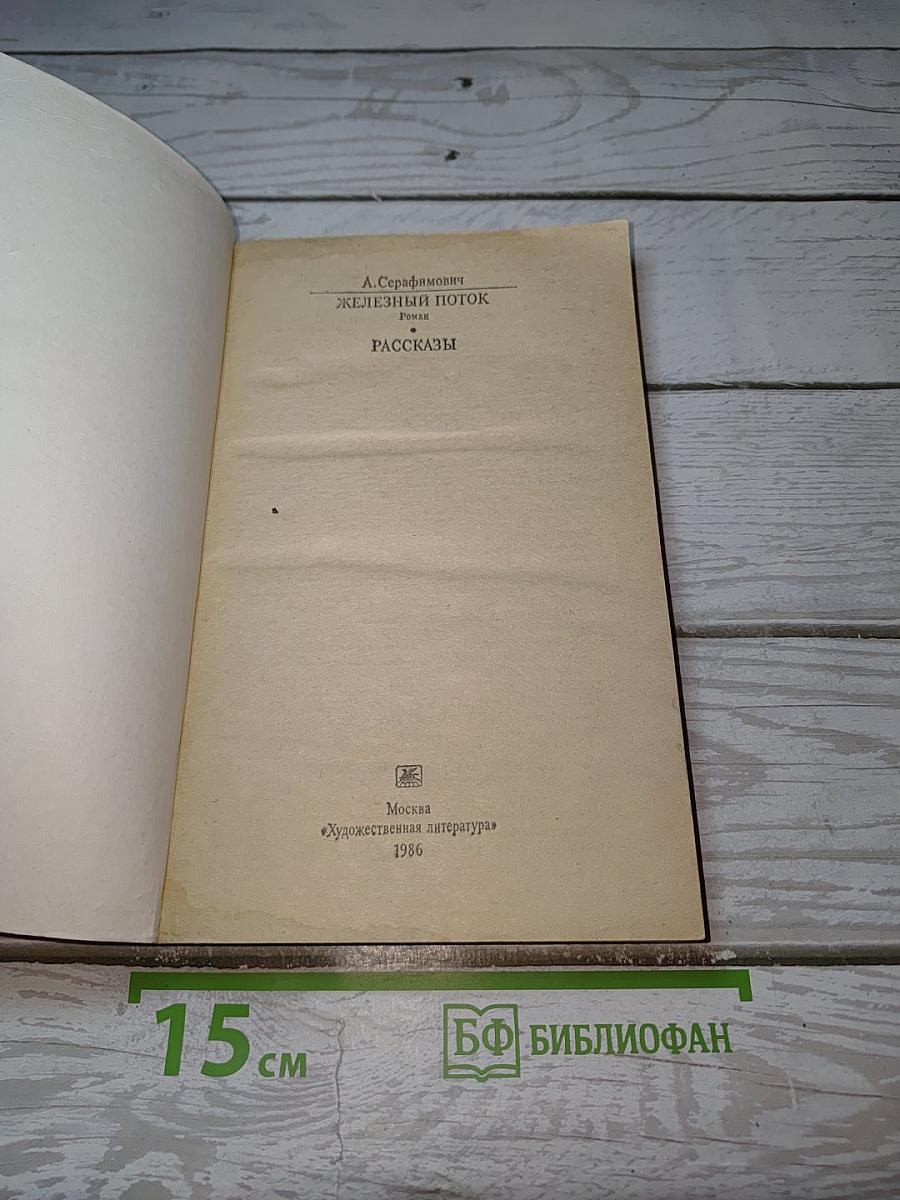 А.Серафимович
ЖЕЛЕЗНЫЙ ПОТОК
Роман
РАССКАЗЫ
Москва
«Художественная литература»
1986
15 см
БФ БИБЛИОФАН